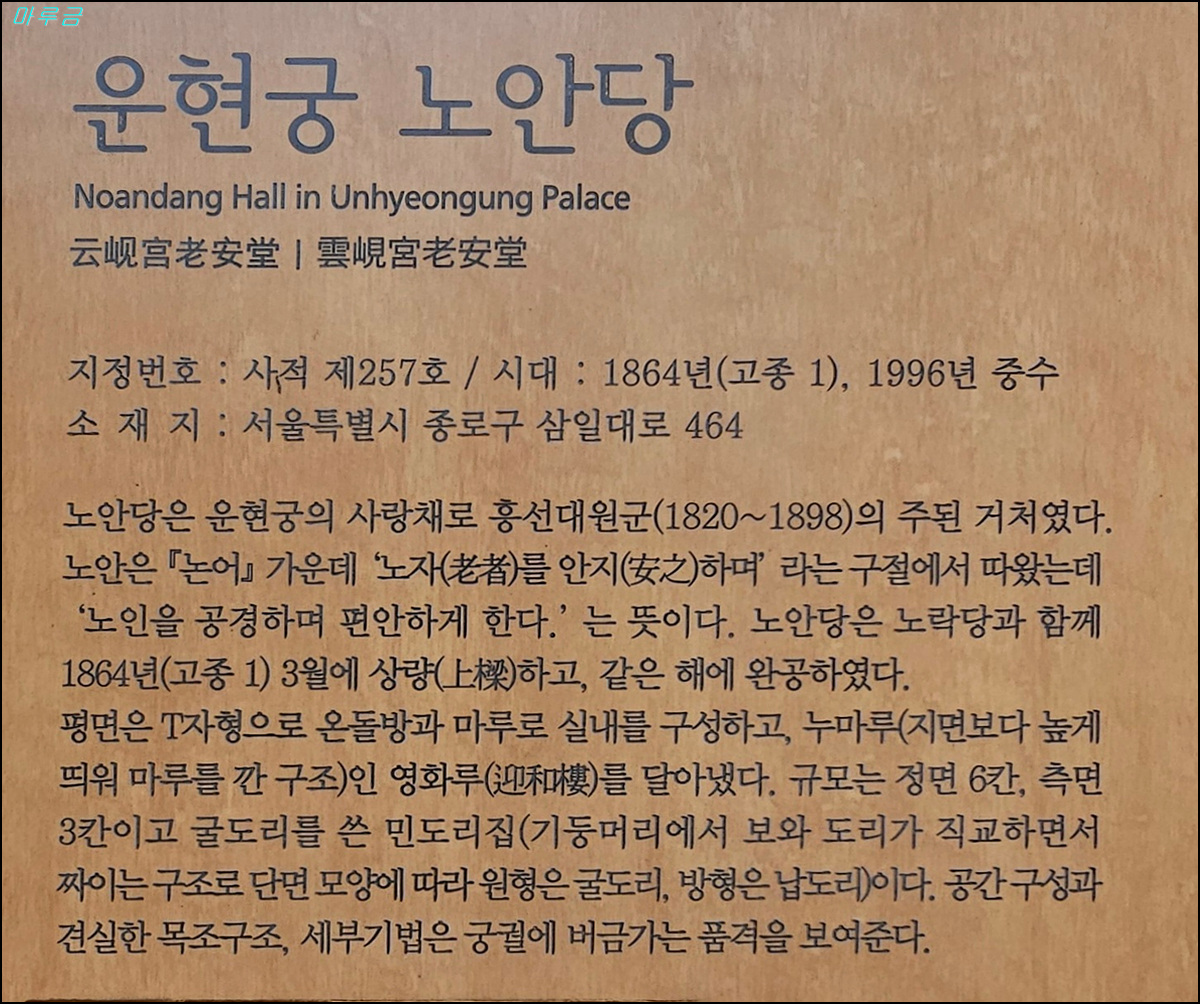 마루금
운현궁 노안당
Noandang Hall in Unhyeongung Palace
云岘宫老安堂 | 雲峴宮老安堂
지정번호 : 사적 제257호 / 시대 : 1864년(고종 1), 1996년 중수
소 재 지 : 서울특별시 종로구 삼일대로 464
노안당은 운현궁의 사랑채로 흥선대원군(1820~1898)의 주된 거처였다.
노안은 『논어』 가운데 ‘노자(老者)를 안지(安之)하며’ 라는 구절에서 따왔는데
‘노인을 공경하며 편안하게 한다.’ 는 뜻이다. 노안당은 노락당과 함께
1864년(고종 1) 3월에 상량(上樑)하고, 같은 해에 완공하였다.
평면은 T자형으로 온돌방과 마루로 실내를 구성하고, 누마루(지면보다 높게
띄워 마루를 깐 구조)인 영화루(迎和樓)를 달아냈다. 규모는 정면 6칸, 측면
3칸이고 굴도리를 쓴 민도리집(기둥머리에서 보와 도리가 직교하면서
짜이는 구조로 단면 모양에 따라 원형은 굴도리, 방형은 납도리)이다. 공간 구성과
견실한 목조구조, 세부기법은 궁궐에 버금가는 품격을 보여준다.